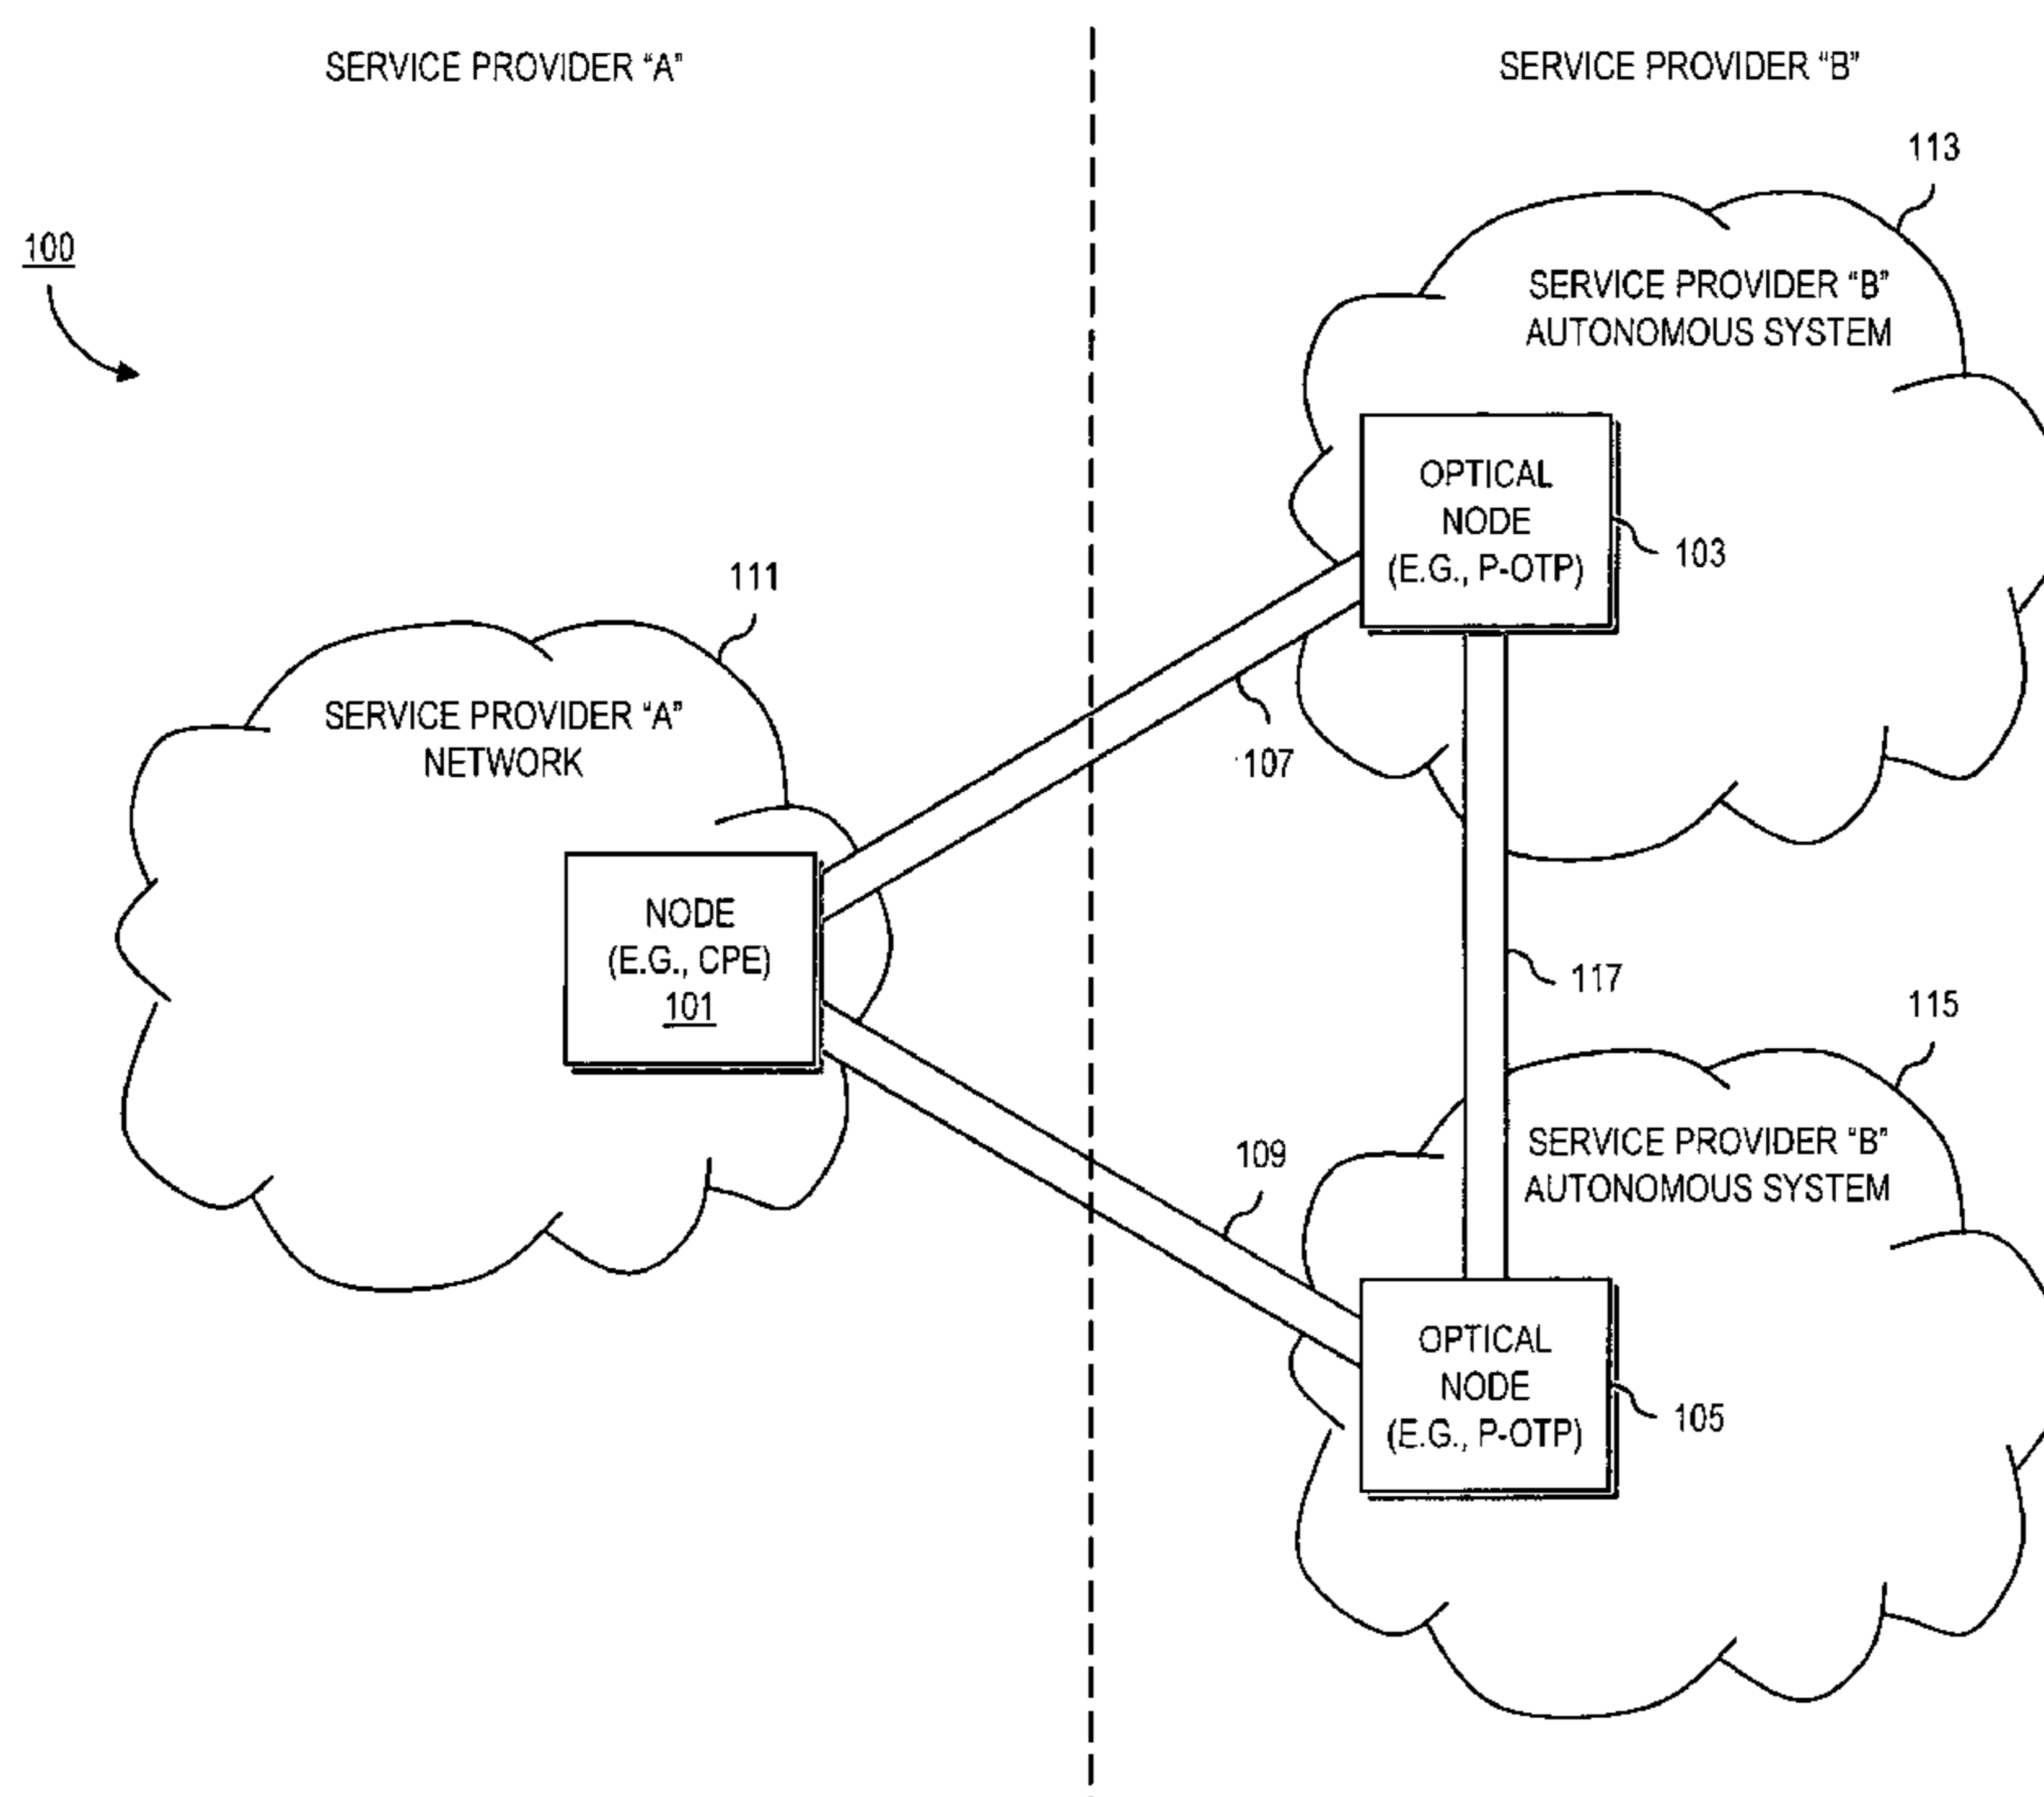 SERVICE PROVIDER "A"
SERVICE PROVIDER "B"
113
100
SERVICE PROVIDER "B"
AUTONOMOUS SYSTEM
OPTICAL
NODE
(E.G., P-OTP)
103
111
SERVICE PROVIDER "A"
NETWORK
107
NODE
(E.G., CPE)
101
117
115
109
SERVICE PROVIDER "B"
AUTONOMOUS SYSTEM
OPTICAL
NODE
(E.G., P-OTP)
105